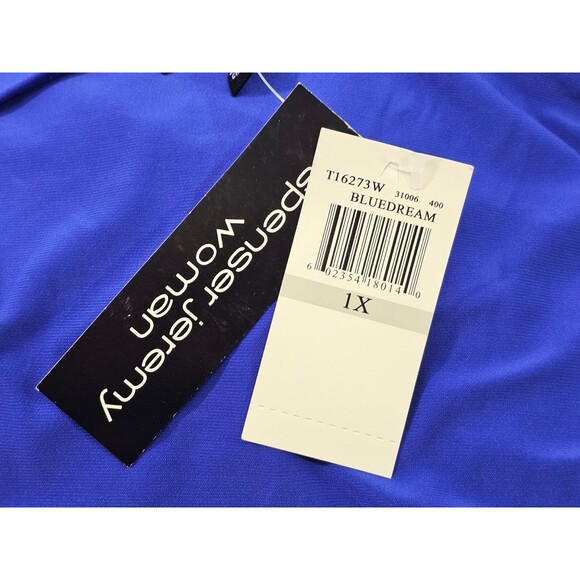 spenser jeremy
woman
T16273W 31006 400
BLUEDREAM
6 02354 18014 0
1X